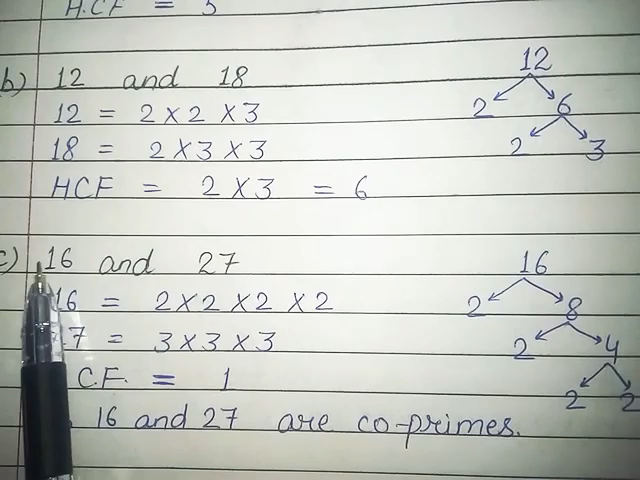 H.CF = 3
b) 12 and 18
12 = 2 X 2 X 3
18 = 2 X 3 X 3
HCF = 2 X 3 = 6
12
2 6
2 3
c) 16 and 27
16 = 2 X 2 X 2 X 2
27 = 3 X 3 X 3
C.F. = 1
16 and 27 are co-primes.
16
2 8
2 4
2 2